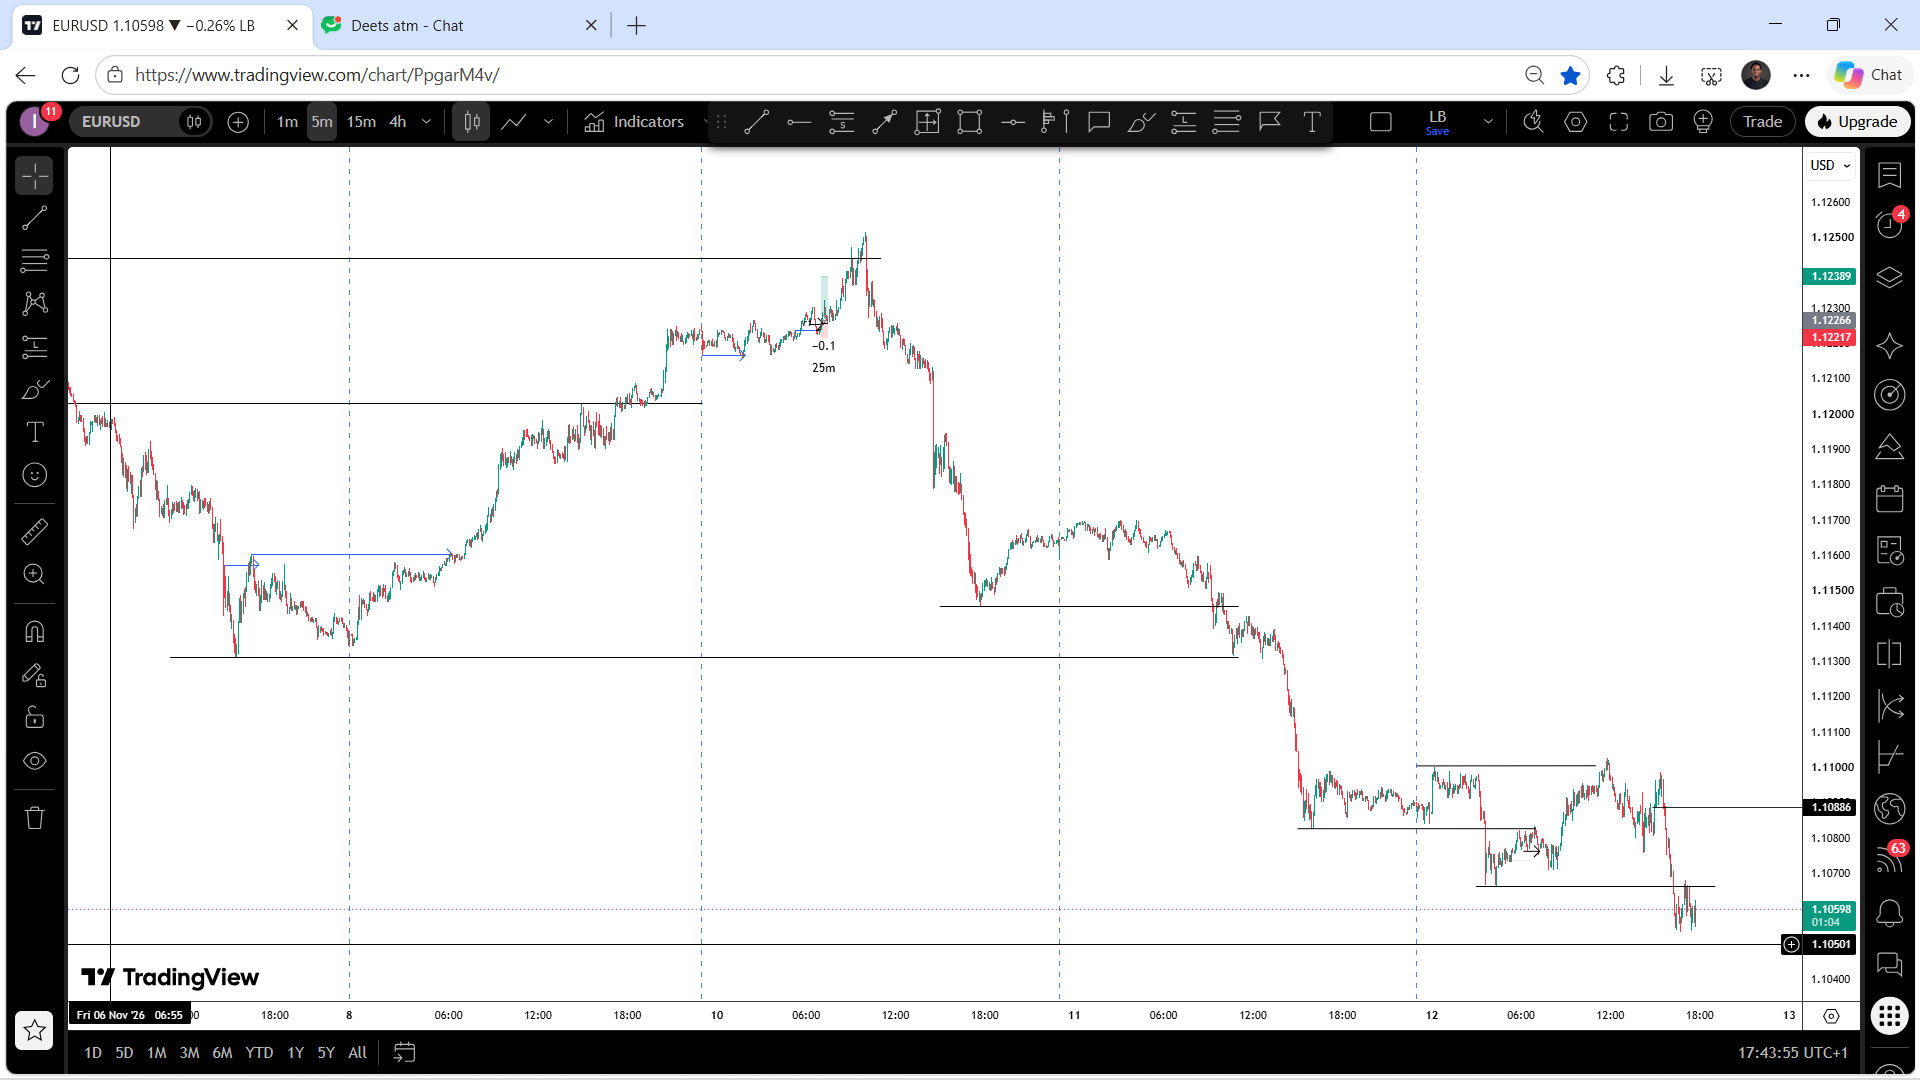 EURUSD 1.10598 ▼ −0.26% LB
Deets atm - Chat
https://www.tradingview.com/chart/PpgarM4v/
Chat
I
11
EURUSD
1m
5m
15m
4h
Indicators
LB
Save
Trade
Upgrade
USD
1.12600
1.12500
1.12389
1.12300
1.12266
1.12217
1.12100
1.12000
1.11900
1.11800
1.11700
1.11600
1.11500
1.11400
1.11300
1.11200
1.11100
1.11000
1.10886
1.10800
1.10700
1.10598
01:04
1.10501
1.10400
−0.1
25m
4
63
TradingView
Fri 06 Nov '26 06:55
18:00
8
06:00
12:00
18:00
10
06:00
12:00
18:00
11
06:00
12:00
18:00
12
06:00
12:00
18:00
13
1D 5D 1M 3M 6M YTD 1Y 5Y All
17:43:55 UTC+1